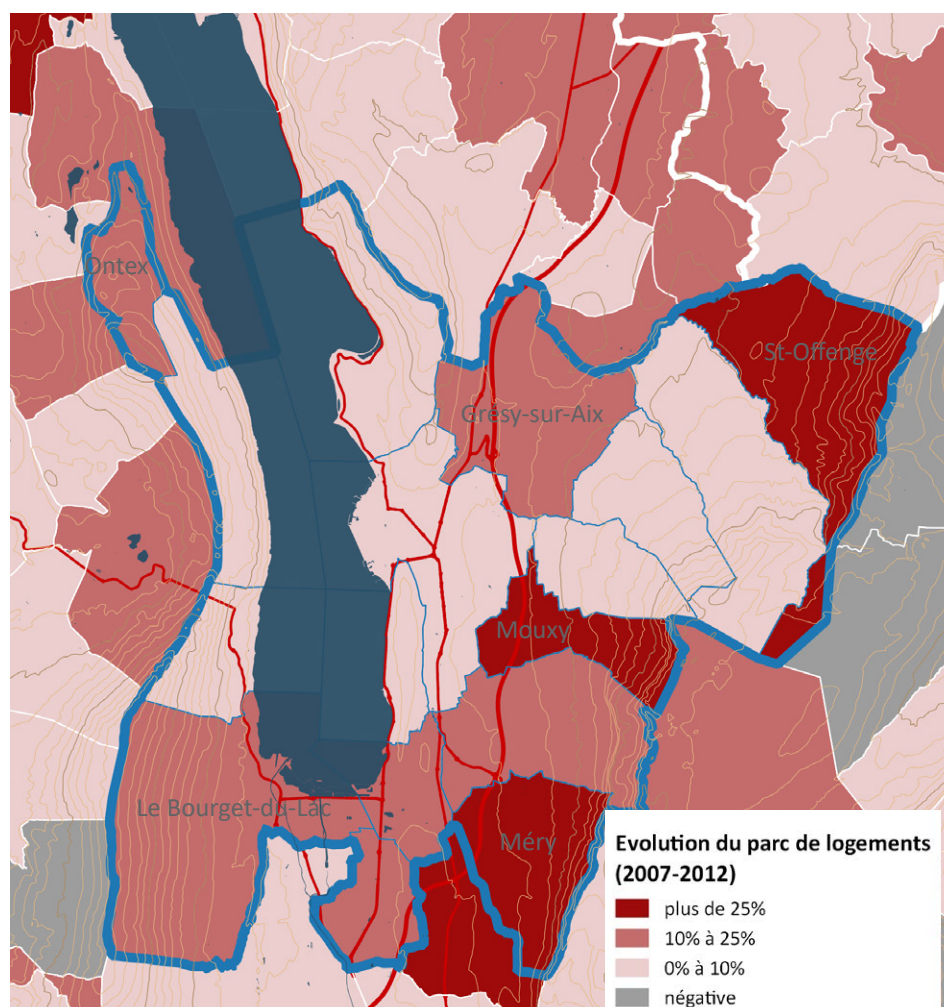 Ontex
St-Offenge
Grésy-sur-Aix
Mouxy
Le Bourget-du-Lac
Méry
Evolution du parc de logements
(2007-2012)
plus de 25%
10% à 25%
0% à 10%
négative